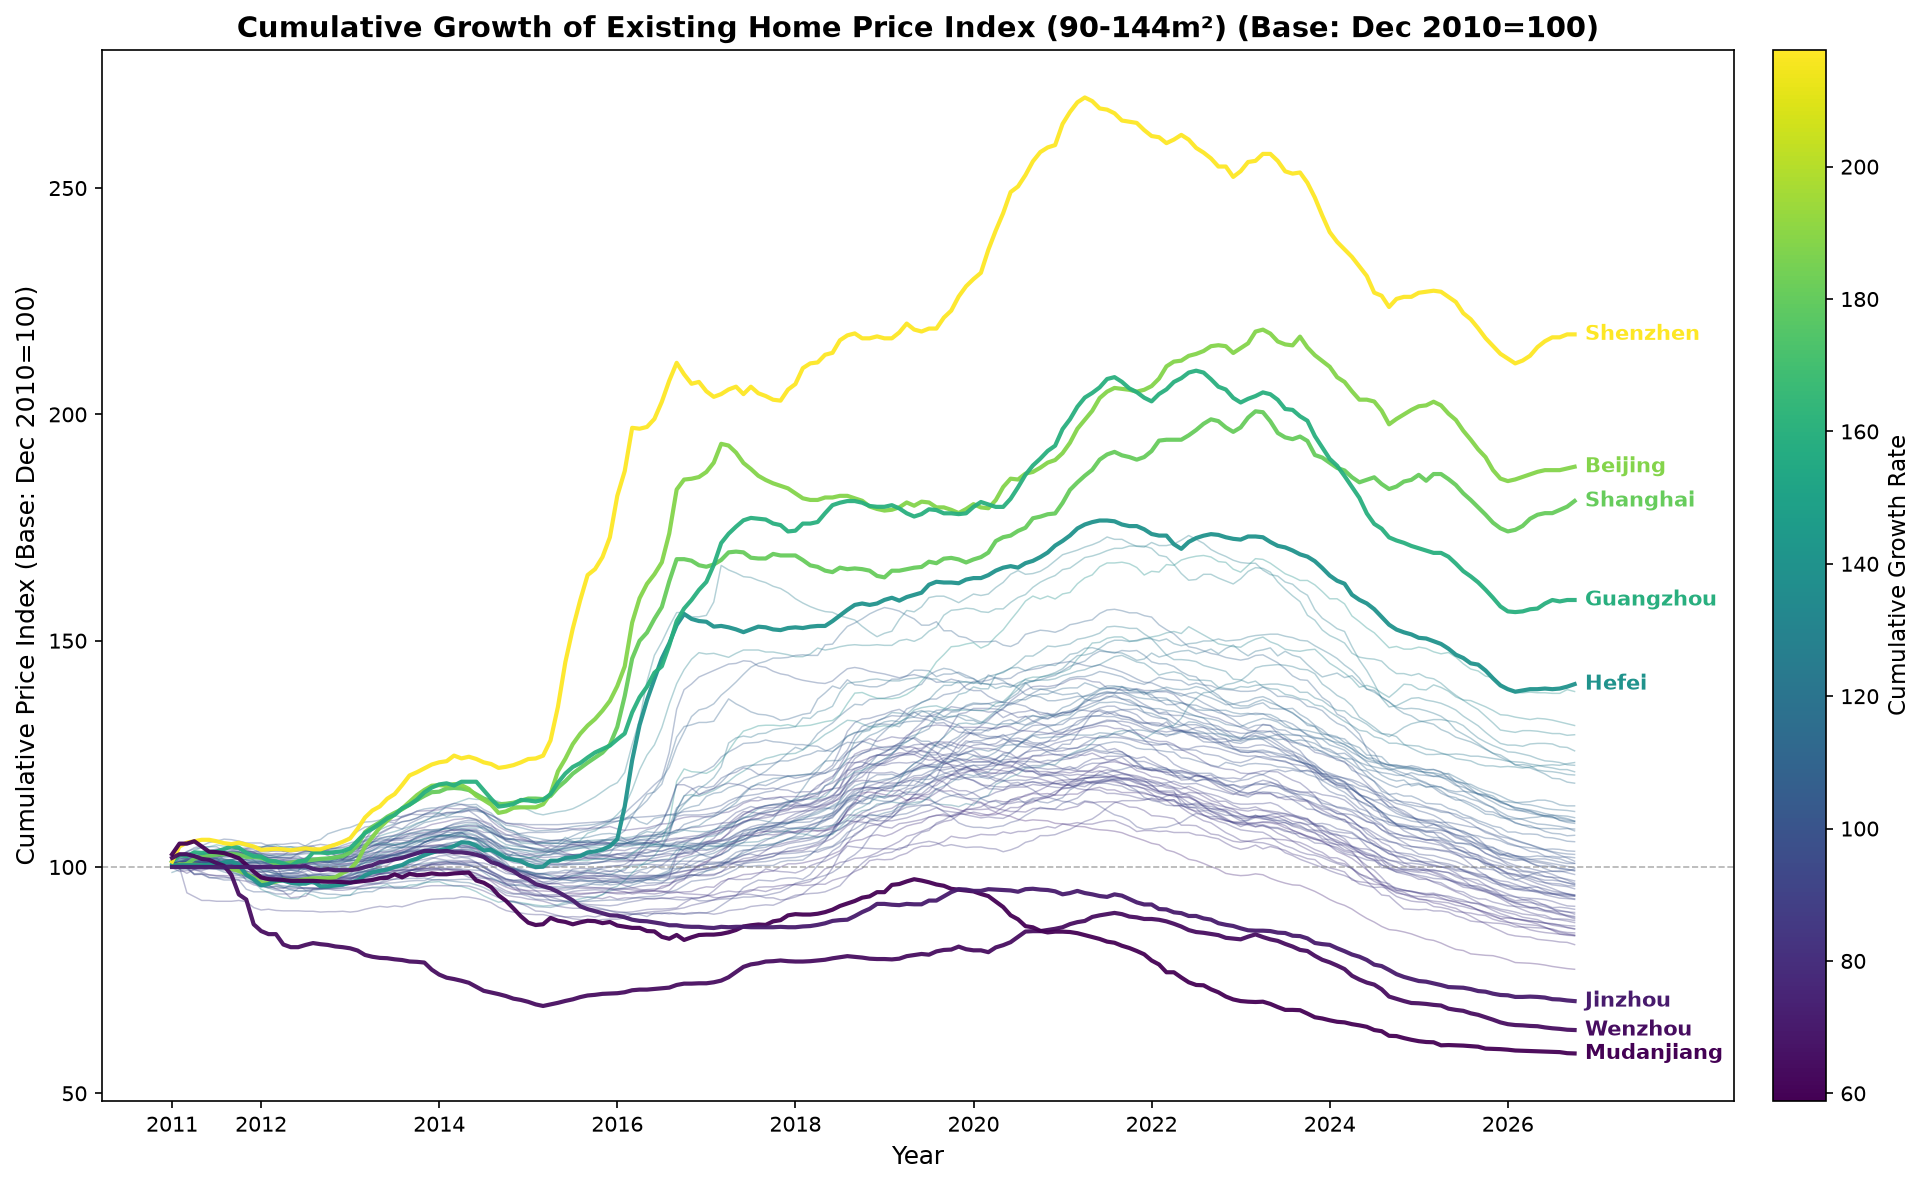 Cumulative Growth of Existing Home Price Index (90-144m²) (Base: Dec 2010=100)
Cumulative Price Index (Base: Dec 2010=100)
250
200
150
100
50
2011
2012
2014
2016
2018
2020
2022
2024
2026
Year
Shenzhen
Beijing
Shanghai
Guangzhou
Hefei
Jinzhou
Wenzhou
Mudanjiang
200
180
160
140
120
100
80
60
Cumulative Growth Rate